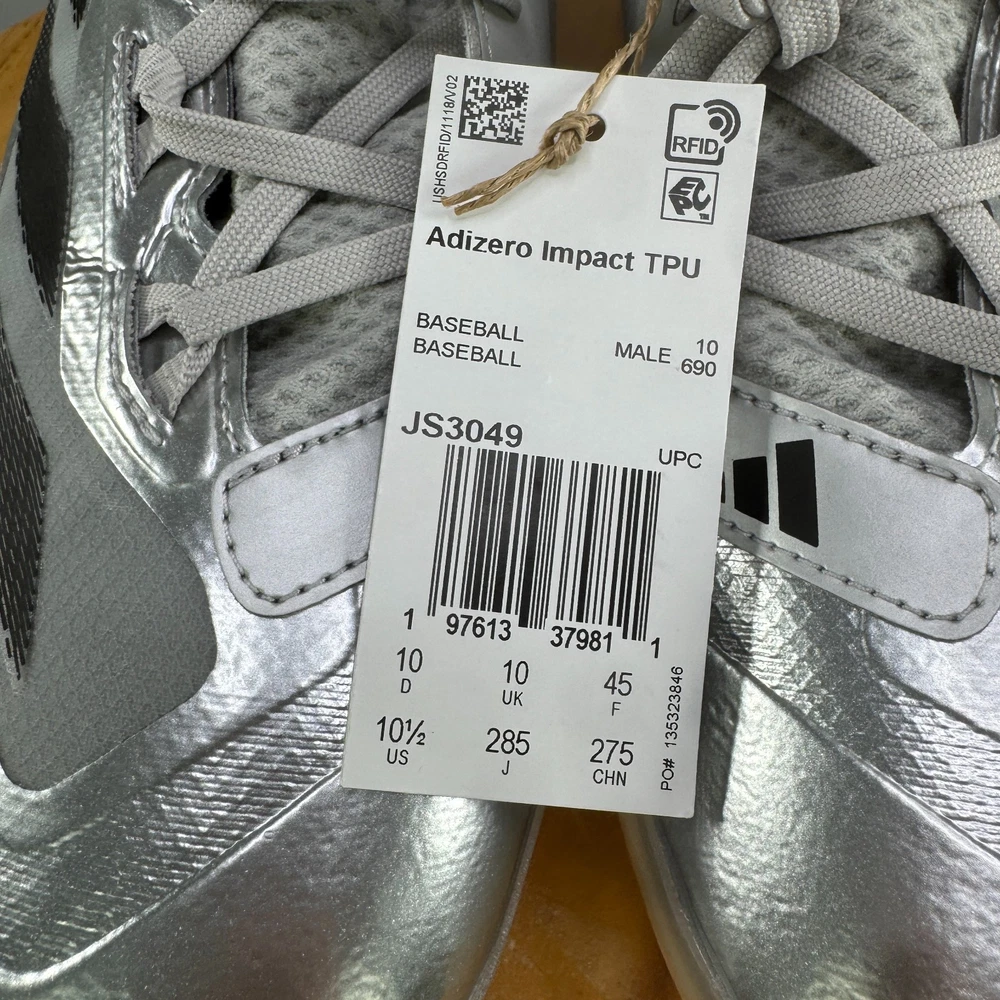 USHSDRFID/1118/V02
RFID
EPC™
Adizero Impact TPU
BASEBALL
BASEBALL
MALE 10
690
JS3049
UPC
1 97613 37981 1
10 10 45
D UK F
10½ 285 275
US J CHN
PO# 135323846